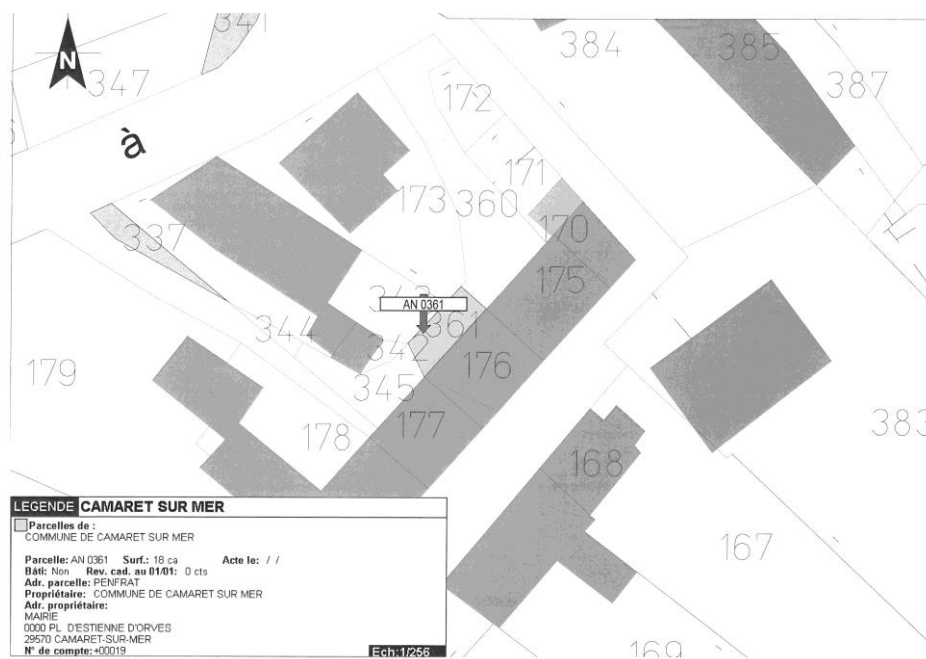 341
384
385
N
347
387
172
à
171
173
360
170
337
175
343
AN 0361
361
344
342
176
179
345
383
177
178
168
LEGENDE CAMARET SUR MER
Parcelles de :
COMMUNE DE CAMARET SUR MER
Parcelle: AN 0361 Surf.: 18 ca Acte le: / /
Bâti: Non Rev. cad. au 01/01: 0 cts
Adr. parcelle: PENFRAT
Propriétaire: COMMUNE DE CAMARET SUR MER
Adr. propriétaire:
MAIRIE
0000 PL D'ESTIENNE D'ORVES
29570 CAMARET-SUR-MER
N° de compte:+00019
Ech:1/256
167
169